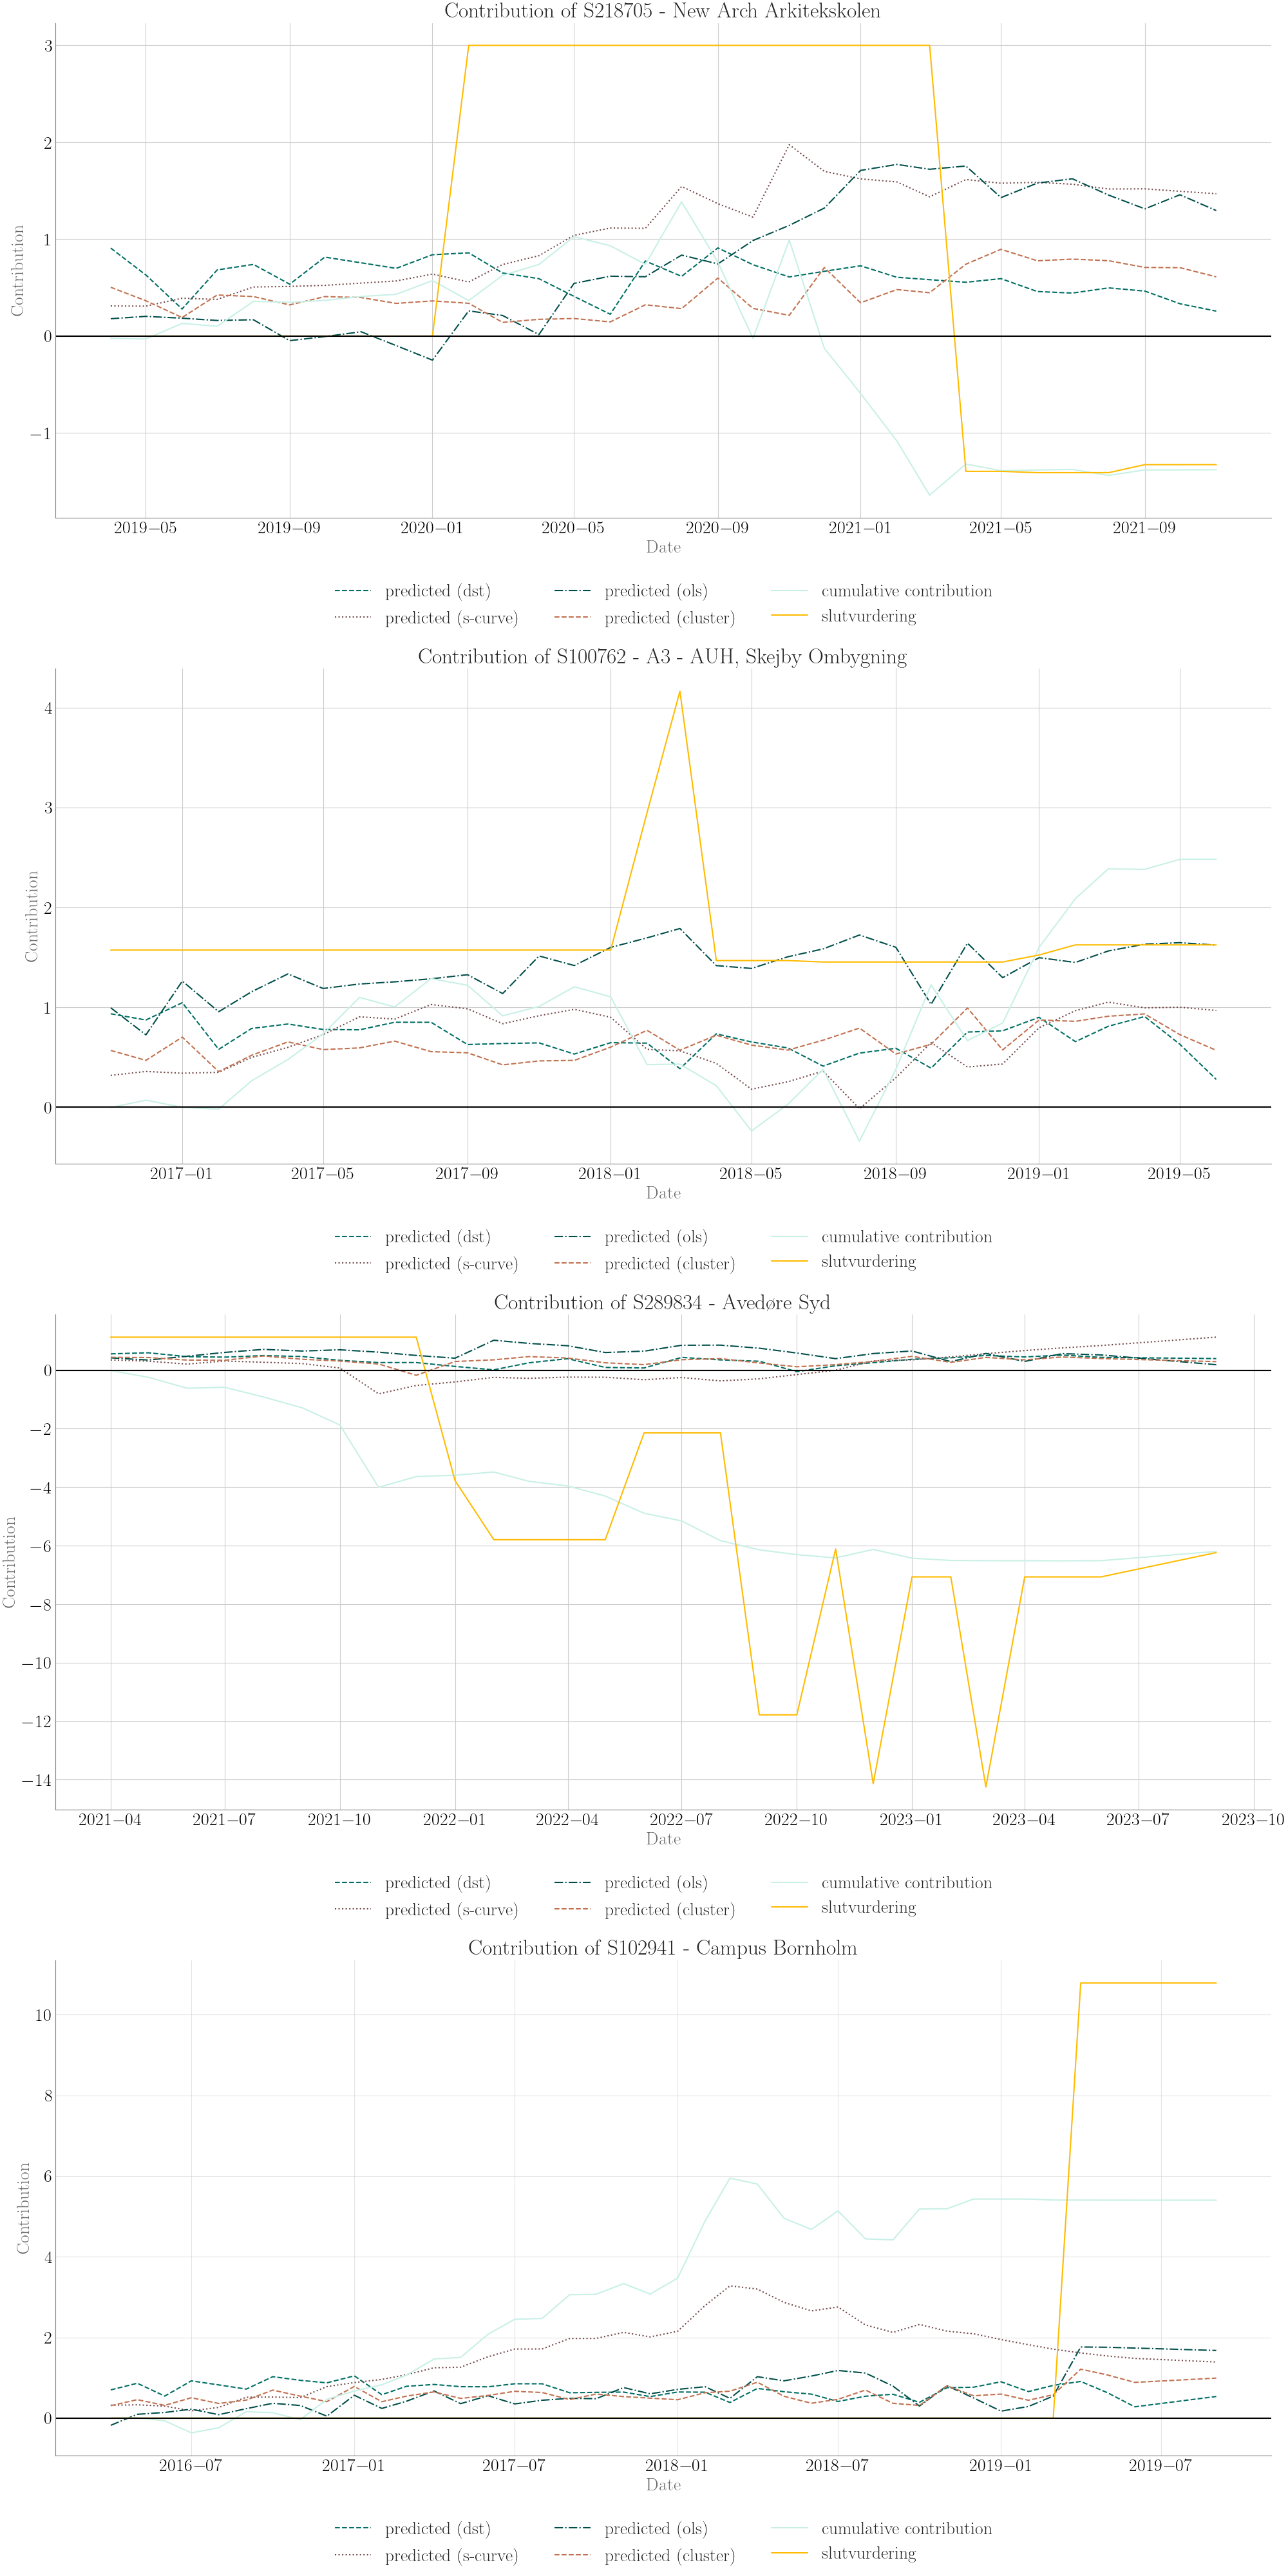 Contribution of S218705 - New Arch Arkitekskolen
3
2
1
0
−1
Contribution
2019−05 2019−09 2020−01 2020−05 2020−09 2021−01 2021−05 2021−09
Date
predicted (dst) predicted (ols) cumulative contribution
predicted (s-curve) predicted (cluster) slutvurdering
Contribution of S100762 - A3 - AUH, Skejby Ombygning
4
3
2
1
0
Contribution
2017−01 2017−05 2017−09 2018−01 2018−05 2018−09 2019−01 2019−05
Date
predicted (dst) predicted (ols) cumulative contribution
predicted (s-curve) predicted (cluster) slutvurdering
Contribution of S289834 - Avedøre Syd
0
−2
−4
−6
−8
−10
−12
−14
Contribution
2021−04 2021−07 2021−10 2022−01 2022−04 2022−07 2022−10 2023−01 2023−04 2023−07 2023−10
Date
predicted (dst) predicted (ols) cumulative contribution
predicted (s-curve) predicted (cluster) slutvurdering
Contribution of S102941 - Campus Bornholm
10
8
6
4
2
0
Contribution
2016−07 2017−01 2017−07 2018−01 2018−07 2019−01 2019−07
Date
predicted (dst) predicted (ols) cumulative contribution
predicted (s-curve) predicted (cluster) slutvurdering